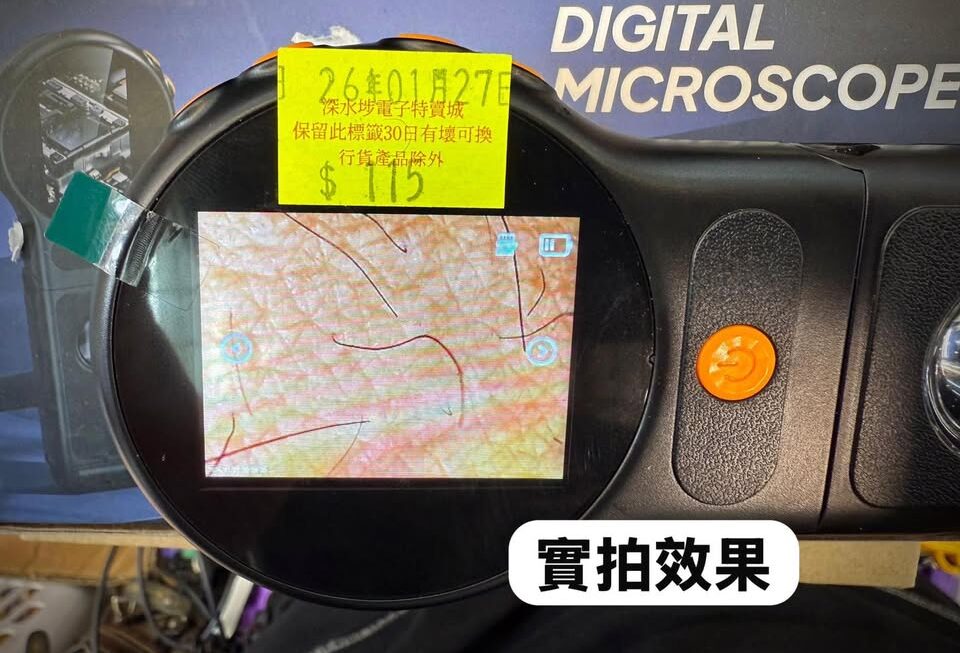 DIGITAL
MICROSCOPE
26年01月27日
深水埗電子特賣城
保留此標籤30日有壞可換
行貨產品除外
$ 115
實拍效果